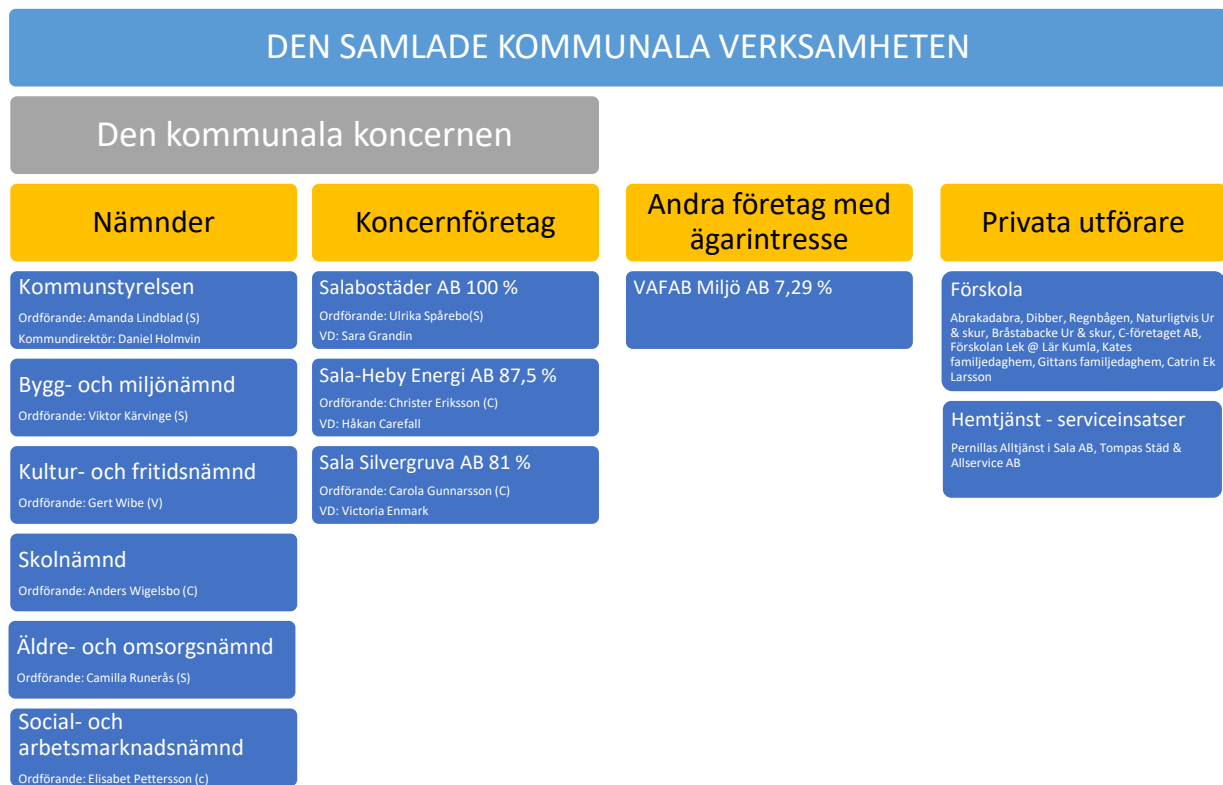 DEN SAMLADE KOMMUNALA VERKSAMHETEN
Den kommunala koncernen
Nämnder
Kommunstyrelsen
Ordförande: Amanda Lindblad (S)
Kommundirektör: Daniel Holmvin
Bygg- och miljönämnd
Ordförande: Viktor Kärvinge (S)
Kultur- och fritidsnämnd
Ordförande: Gert Wibe (V)
Skolnämnd
Ordförande: Anders Wigelsbo (C)
Äldre- och omsorgsnämnd
Ordförande: Camilla Runerås (S)
Social- och
arbetsmarknadsnämnd
Ordförande: Elisabet Pettersson (c)
Koncernföretag
Salabostäder AB 100 %
Ordförande: Ulrika Spårebo(S)
VD: Sara Grandin
Sala-Heby Energi AB 87,5 %
Ordförande: Christer Eriksson (C)
VD: Håkan Carefall
Sala Silvergruva AB 81 %
Ordförande: Carola Gunnarsson (C)
VD: Victoria Enmark
Andra företag med
ägarintresse
VAFAB Miljö AB 7,29 %
Privata utförare
Förskola
Abrakadabra, Dibber, Regnbågen, Naturligtvis Ur
& skur, Bråstabacke Ur & skur, C-företaget AB,
Förskolan Lek @ Lär Kumla, Kates
familjedaghem, Gittans familjedaghem, Catrin Ek
Larsson
Hemtjänst - serviceinsatser
Pernillas Alltjänst i Sala AB, Tompas Städ &
Allservice AB